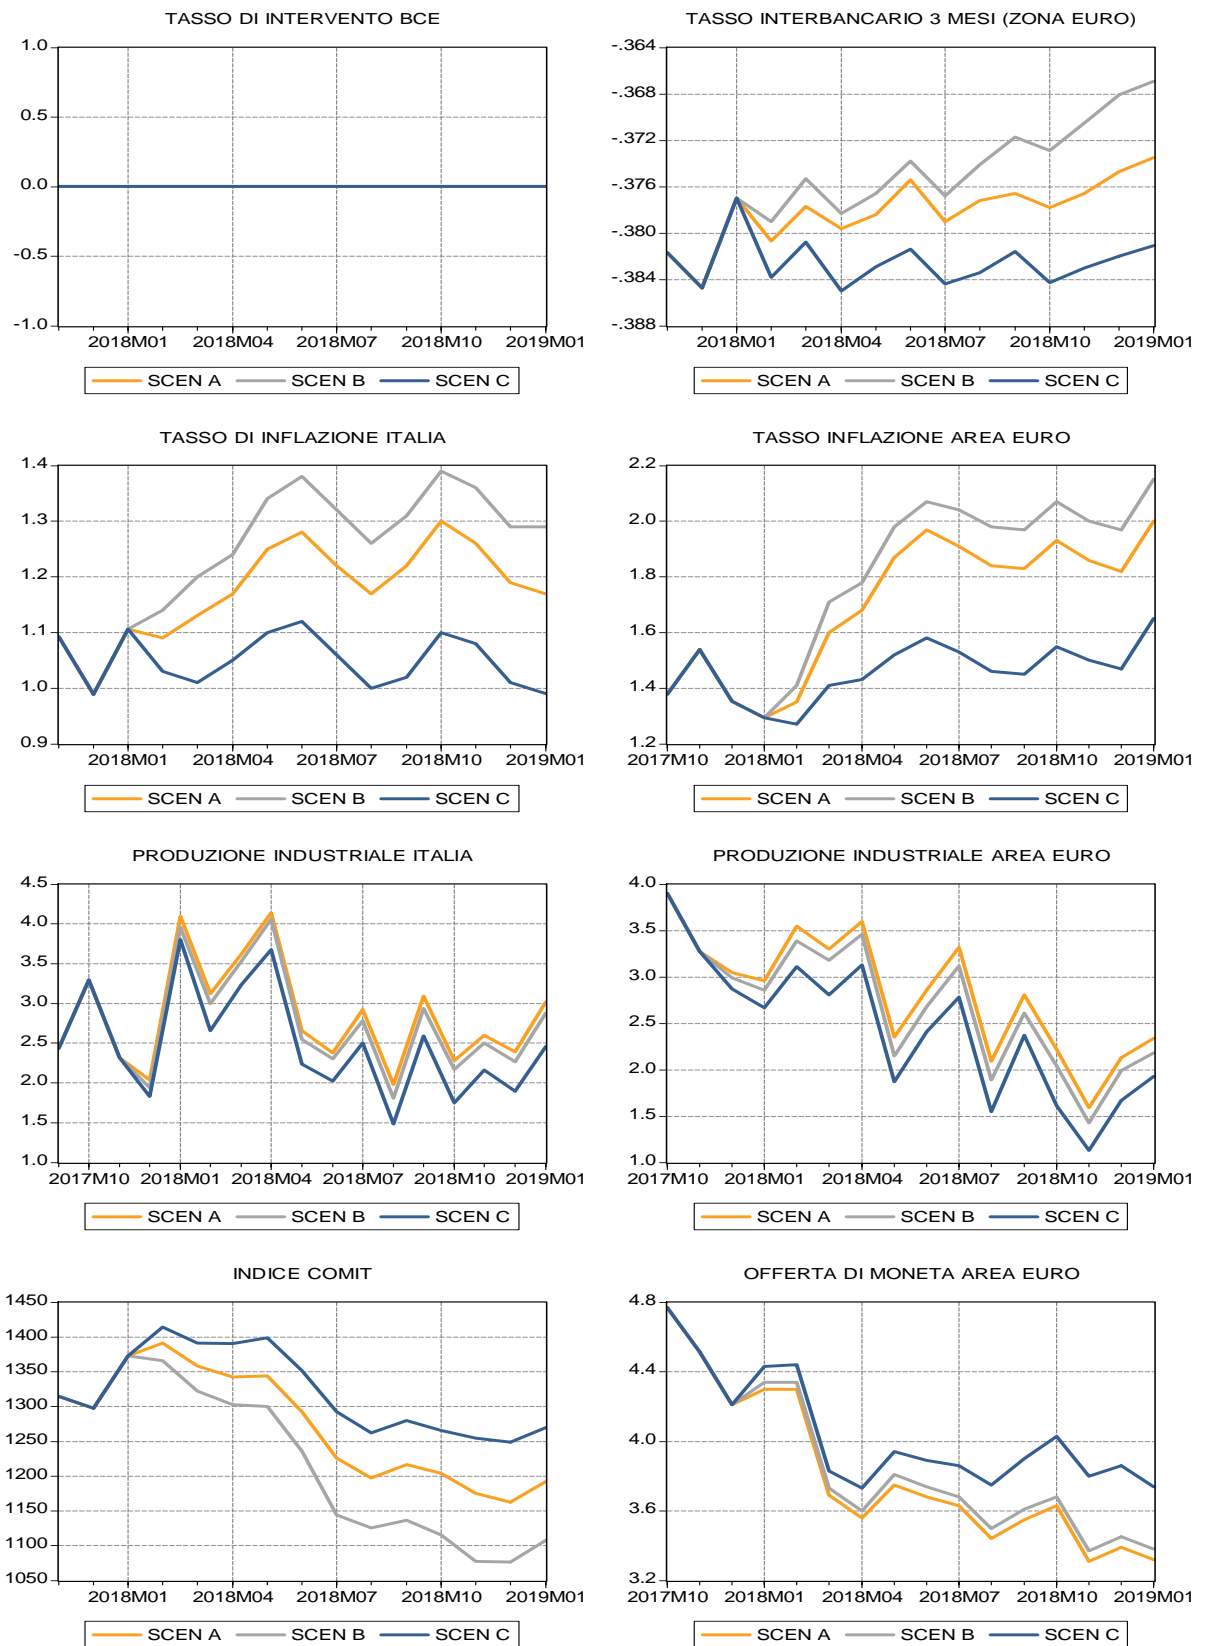 TASSO DI INTERVENTO BCE
1.0
0.5
0.0
-0.5
-1.0
2018M01 2018M04 2018M07 2018M10 2019M01
SCEN A SCEN B SCEN C
TASSO INTERBANCARIO 3 MESI (ZONA EURO)
-.364
-.368
-.372
-.376
-.380
-.384
-.388
2018M01 2018M04 2018M07 2018M10 2019M01
SCEN A SCEN B SCEN C
TASSO DI INFLAZIONE ITALIA
1.4
1.3
1.2
1.1
1.0
0.9
2018M01 2018M04 2018M07 2018M10 2019M01
SCEN A SCEN B SCEN C
TASSO INFLAZIONE AREA EURO
2.2
2.0
1.8
1.6
1.4
1.2
2017M10 2018M01 2018M04 2018M07 2018M10 2019M01
SCEN A SCEN B SCEN C
PRODUZIONE INDUSTRIALE ITALIA
4.5
4.0
3.5
3.0
2.5
2.0
1.5
1.0
2017M10 2018M01 2018M04 2018M07 2018M10 2019M01
SCEN A SCEN B SCEN C
PRODUZIONE INDUSTRIALE AREA EURO
4.0
3.5
3.0
2.5
2.0
1.5
1.0
2017M10 2018M01 2018M04 2018M07 2018M10 2019M01
SCEN A SCEN B SCEN C
INDICE COMIT
1450
1400
1350
1300
1250
1200
1150
1100
1050
2018M01 2018M04 2018M07 2018M10 2019M01
SCEN A SCEN B SCEN C
OFFERTA DI MONETA AREA EURO
4.8
4.4
4.0
3.6
3.2
2017M10 2018M01 2018M04 2018M07 2018M10 2019M01
SCEN A SCEN B SCEN C